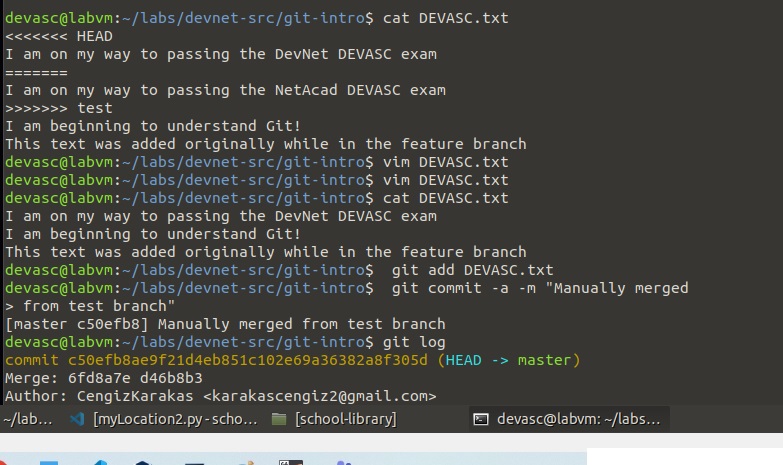 devasc@labvm:~/labs/devnet-src/git-intro$ cat DEVASC.txt
<<<<<<< HEAD
I am on my way to passing the DevNet DEVASC exam
=======
I am on my way to passing the NetAcad DEVASC exam
>>>>>>> test
I am beginning to understand Git!
This text was added originally while in the feature branch
devasc@labvm:~/labs/devnet-src/git-intro$ vim DEVASC.txt
devasc@labvm:~/labs/devnet-src/git-intro$ vim DEVASC.txt
devasc@labvm:~/labs/devnet-src/git-intro$ cat DEVASC.txt
I am on my way to passing the DevNet DEVASC exam
I am beginning to understand Git!
This text was added originally while in the feature branch
devasc@labvm:~/labs/devnet-src/git-intro$  git add DEVASC.txt
devasc@labvm:~/labs/devnet-src/git-intro$  git commit -a -m "Manually merged
> from test branch"
[master c50efb8] Manually merged from test branch
devasc@labvm:~/labs/devnet-src/git-intro$ git log
commit c50efb8ae9f21d4eb851c102e69a36382a8f305d (HEAD -> master)
Merge: 6fd8a7e d46b8b3
Author: CengizKarakas <karakascengiz2@gmail.com>
~/lab... [myLocation2.py - scho... [school-library] devasc@labvm: ~/labs...